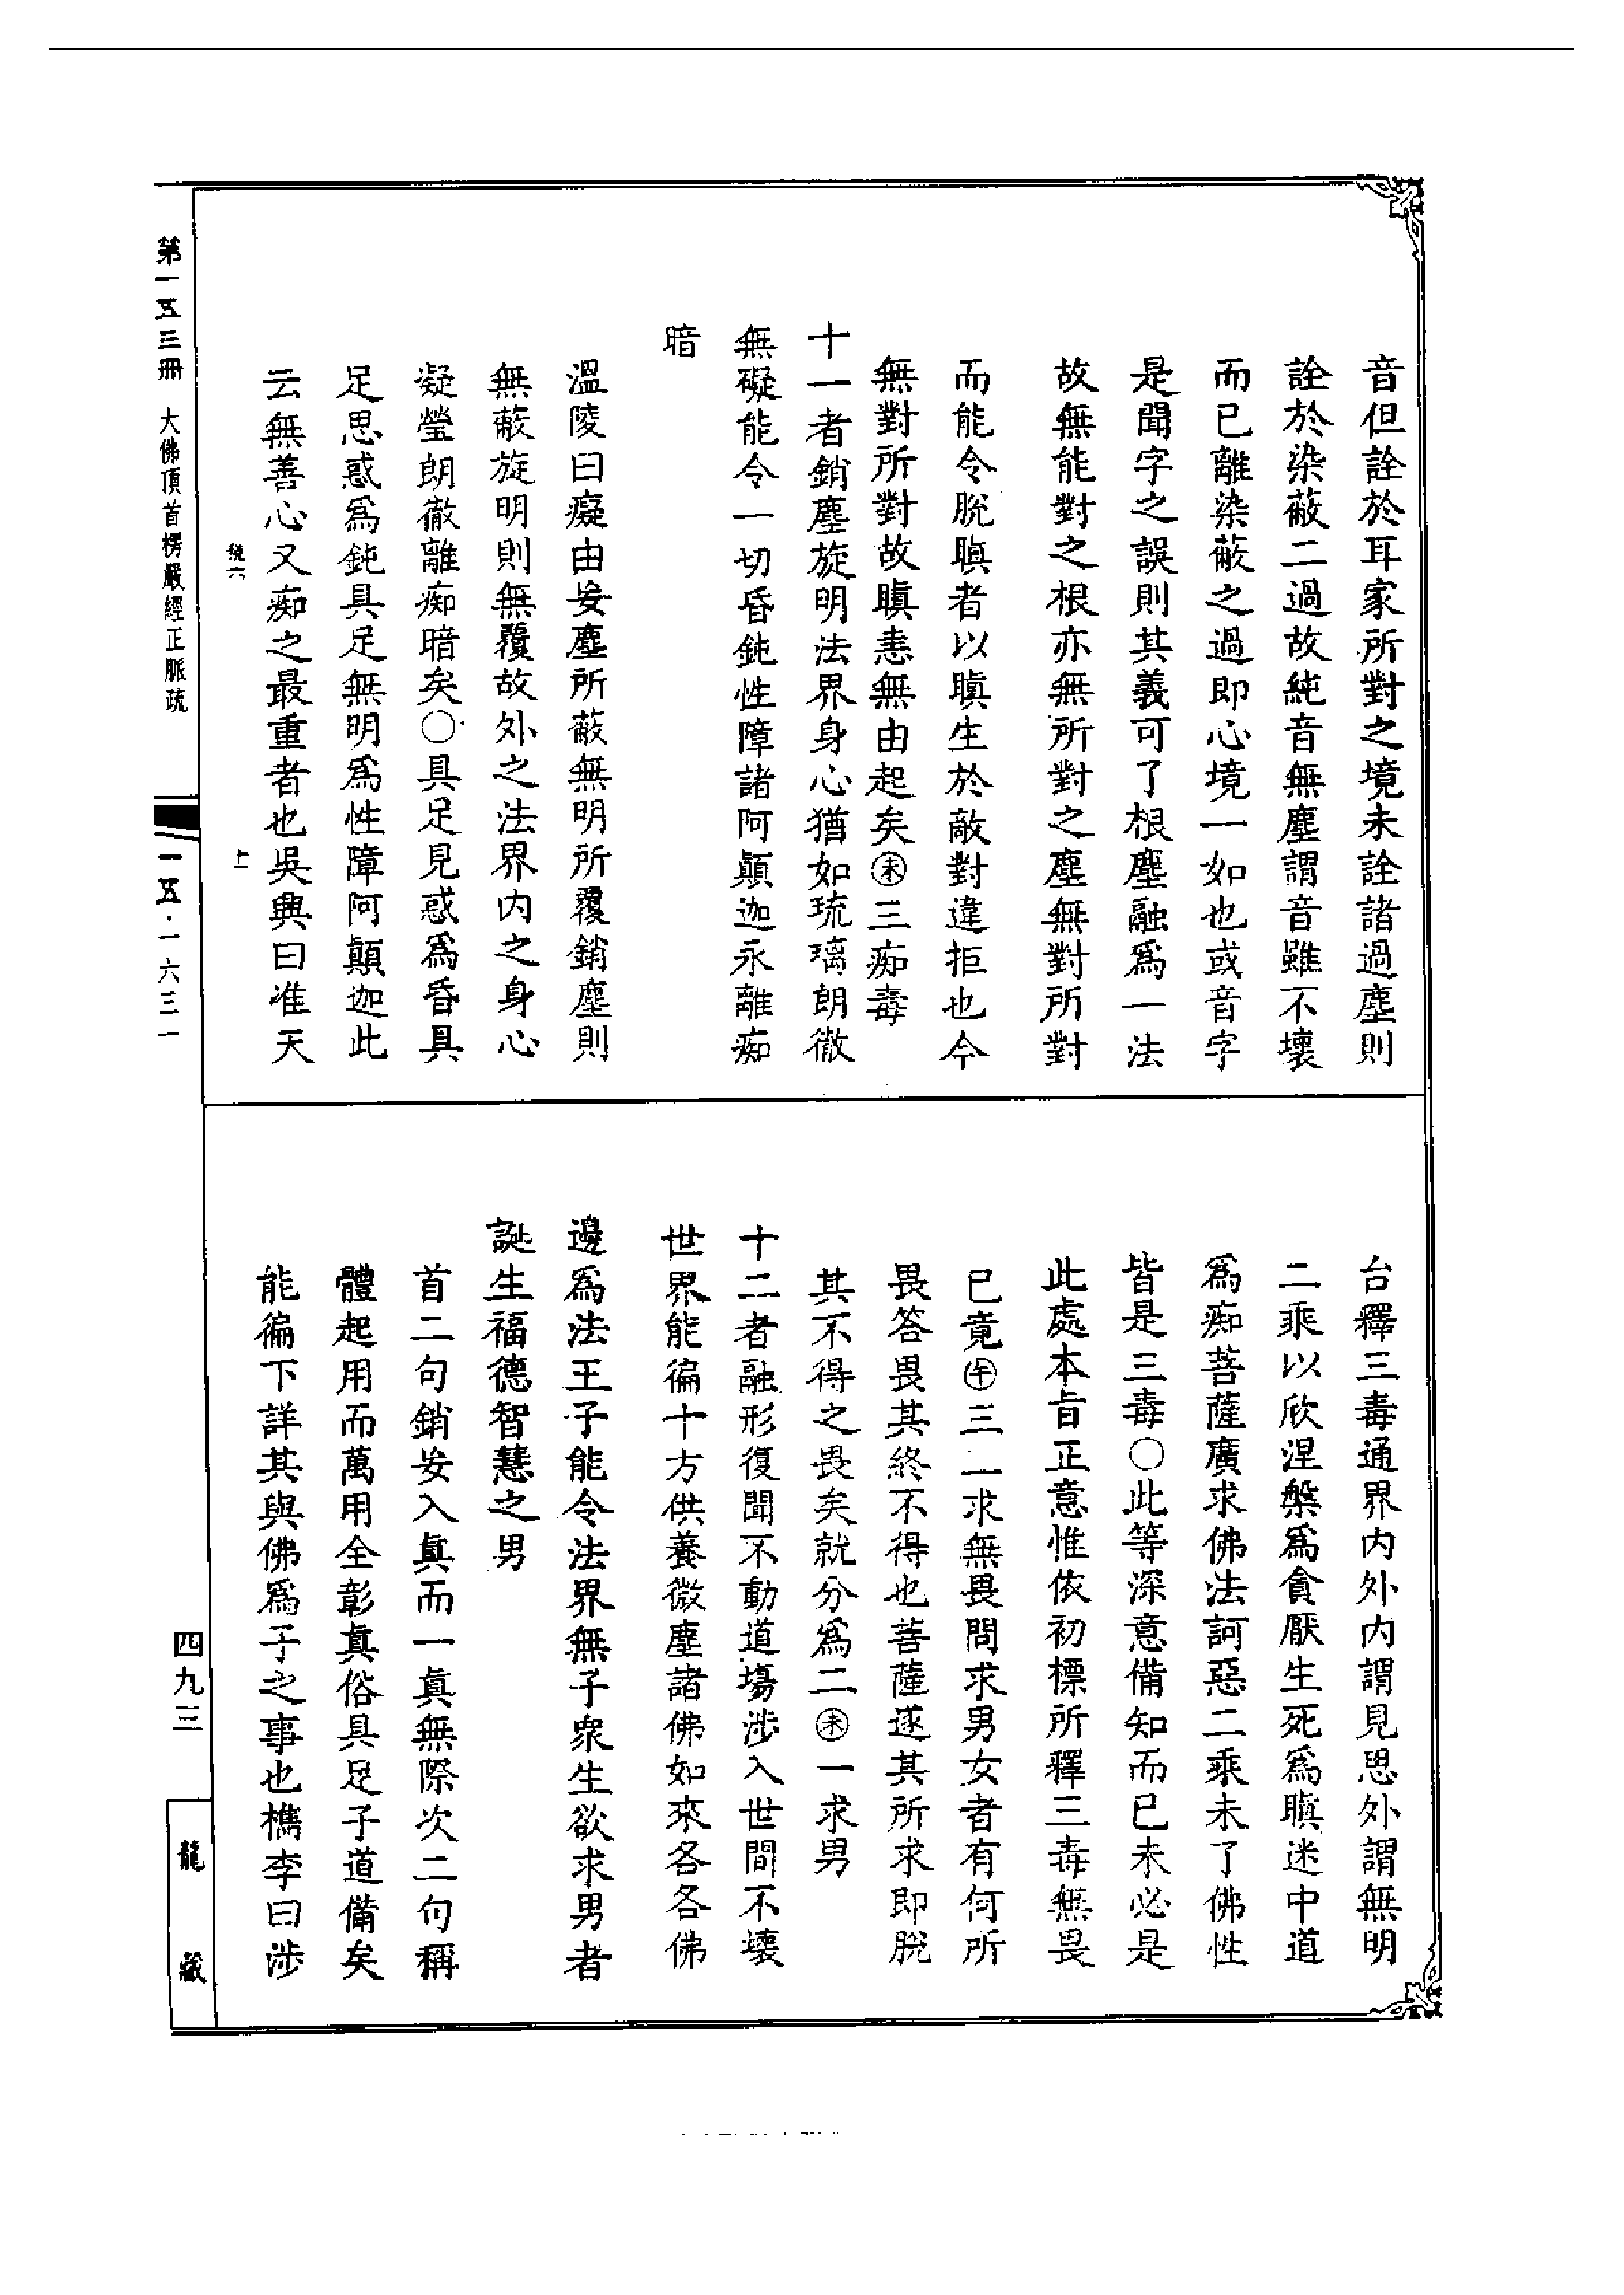 音但詮於耳家所對之境未詮諸過塵則
詮於染蔽二過故純音無塵謂音雖不壞
而已離染蔽之過即心境一如也或音字
是聞字之誤則其義可了根塵融爲一法
故無能對之根亦無所對之塵無對所對
而能令脫瞋者以瞋生於敵對違拒也今
無對所對故瞋恚無由起矣㊍三痴毒
十一者銷塵旋明法界身心猶如琉璃朗徹
無礙能令一切昏鈍性障諸阿顛迦永離痴
暗
溫陵曰癡由妄塵所蔽無明所覆銷塵則
無蔽旋明則無覆故外之法界内之身心
凝瑩朗徹離痴暗矣○具足見惑爲昏具
足思惑爲鈍具足無明爲性障阿顛迦此
云無善心又痴之最重者也吳興曰准天
台釋三毒通界内外内謂見思外謂無明
二乘以欣涅槃爲貪厭生死爲瞋迷中道
爲痴菩薩廣求佛法訶惡二乘未了佛性
皆是三毒○此等深意備知而已未必是
此處本旨正意惟依初標所釋三毒無畏
已竟㊍三一求無畏問求男女者有何所
畏答畏其終不得也菩薩遂其所求即脫
其不得之畏矣就分爲二㊍一求男
十二者融形復聞不動道場涉入世間不壞
世界能徧十方供養微塵諸佛如來各各佛
邊爲法王子能令法界無子衆生欲求男者
誕生福德智慧之男
首二句銷妄入眞而一眞無際次二句稱
體起用而萬用全彰眞俗具足子道備矣
能徧下詳其與佛爲子之事也檇李曰涉
第一五三册 大佛頂首楞嚴經正脈疏
一五·一六三一
四九三
龍藏